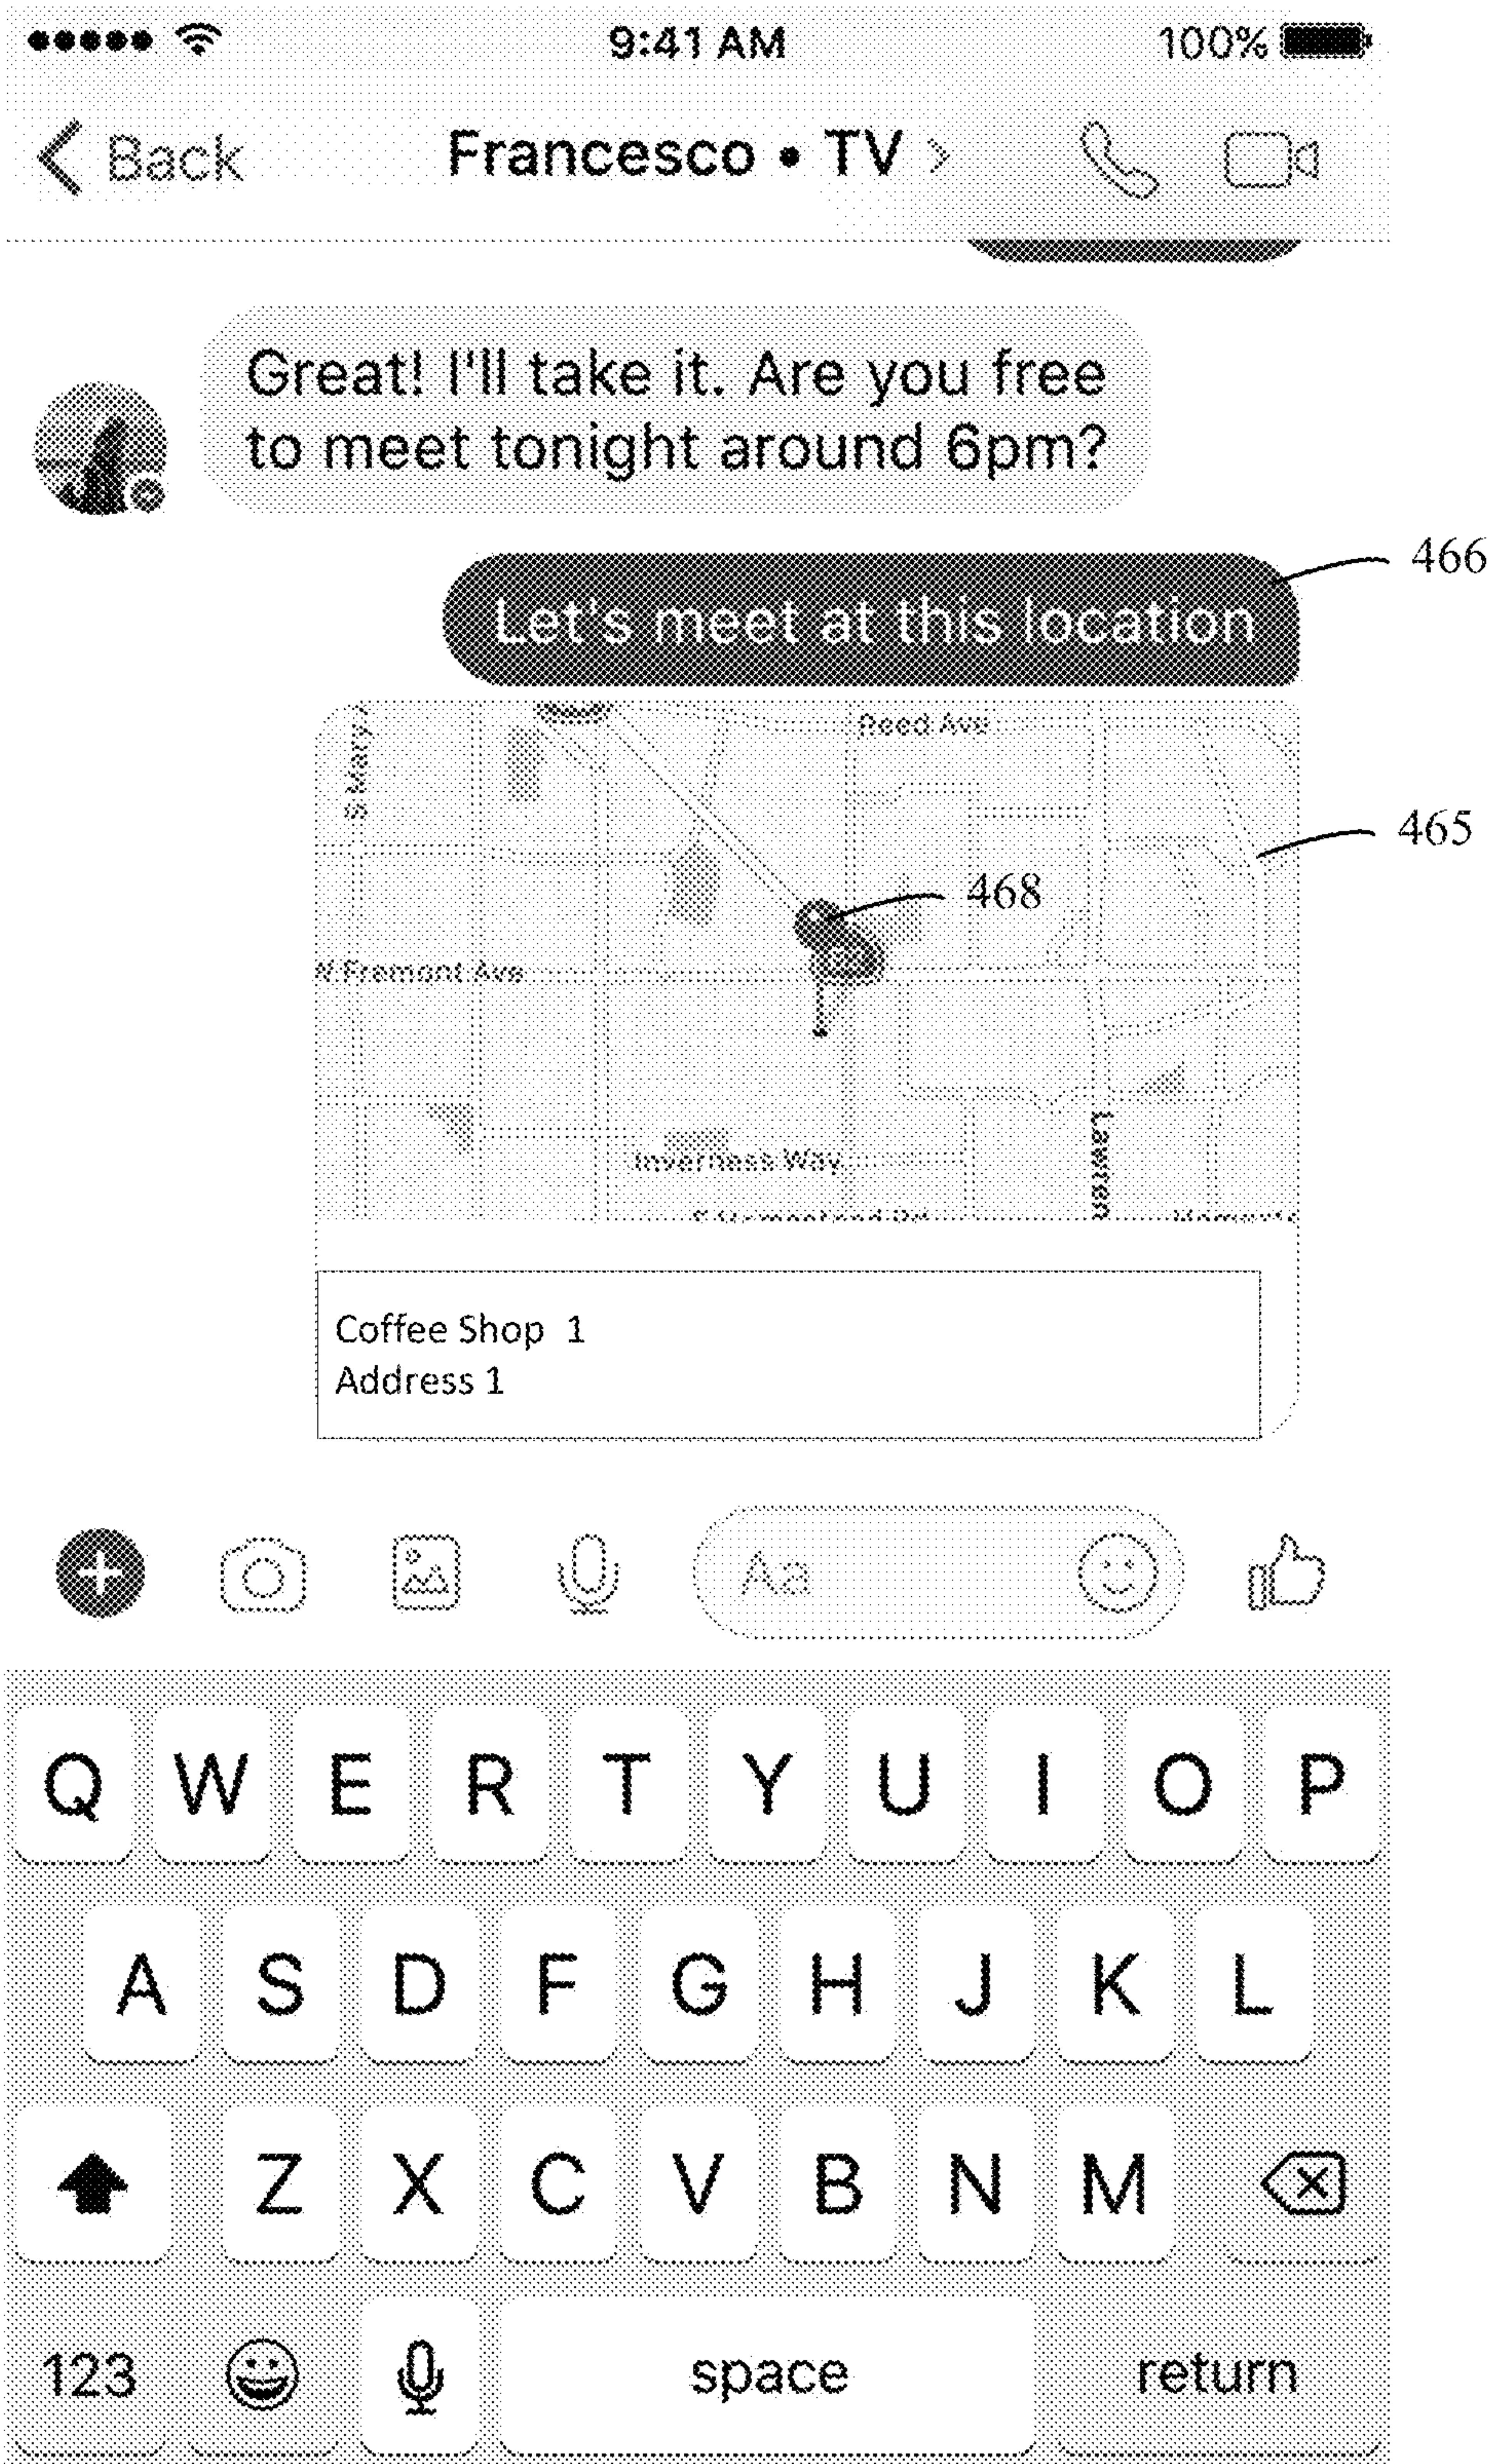 9:41 AM 100%
Back Francesco • TV
Great! I'll take it. Are you free
to meet tonight around 6pm?
466
Let's meet at this location
Reed Ave
S Mary
465
468
W Fremont Ave
Lawren
Inverness Way
Coffee Shop 1
Address 1
Aa
Q W E R T Y U I O P
A S D F G H J K L
Z X C V B N M
123 space return